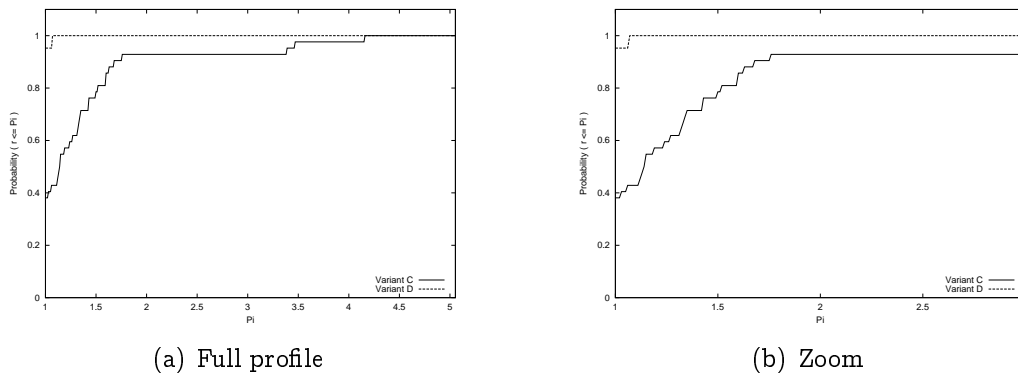 1
0.8
0.6
0.4
0.2
0
Probability ( r <= Pi )
Variant C
Variant D
1 1.5 2 2.5 3 3.5 4 4.5 5
Pi
(a) Full profile
1
0.8
0.6
0.4
0.2
0
Probability ( r <= Pi )
Variant C
Variant D
1 1.5 2 2.5
Pi
(b) Zoom